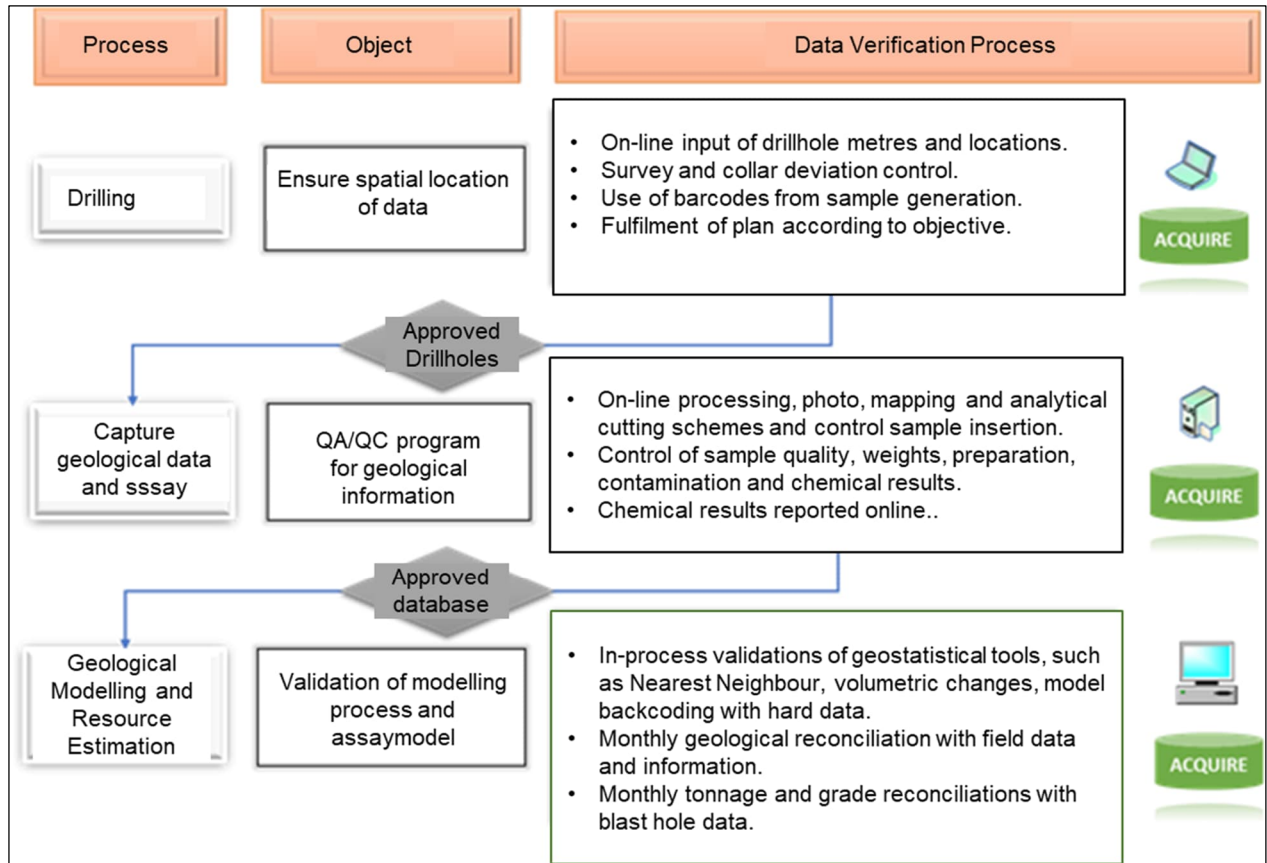 Process
Object
Data Verification Process
Drilling
Ensure spatial location
of data
• On-line input of drillhole metres and locations.
• Survey and collar deviation control.
• Use of barcodes from sample generation.
• Fulfilment of plan according to objective.
ACQUIRE
Approved
Drillholes
Capture
geological data
and sssay
QA/QC program
for geological
information
• On-line processing, photo, mapping and analytical
cutting schemes and control sample insertion.
• Control of sample quality, weights, preparation,
contamination and chemical results.
• Chemical results reported online..
ACQUIRE
Approved
database
Geological
Modelling and
Resource
Estimation
Validation of modelling
process and
assaymodel
• In-process validations of geostatistical tools, such
as Nearest Neighbour, volumetric changes, model
backcoding with hard data.
• Monthly geological reconciliation with field data
and information.
• Monthly tonnage and grade reconciliations with
blast hole data.
ACQUIRE